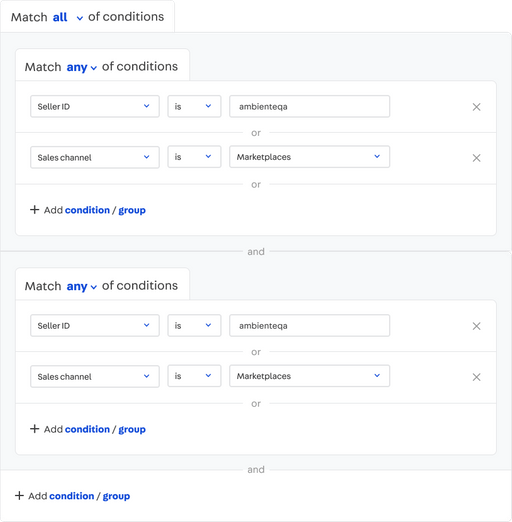 Match all of conditions
Match any of conditions
Seller ID is ambienteqa
or
Sales channel is Marketplaces
or
+ Add condition / group
and
Match any of conditions
Seller ID is ambienteqa
or
Sales channel is Marketplaces
or
+ Add condition / group
and
+ Add condition / group